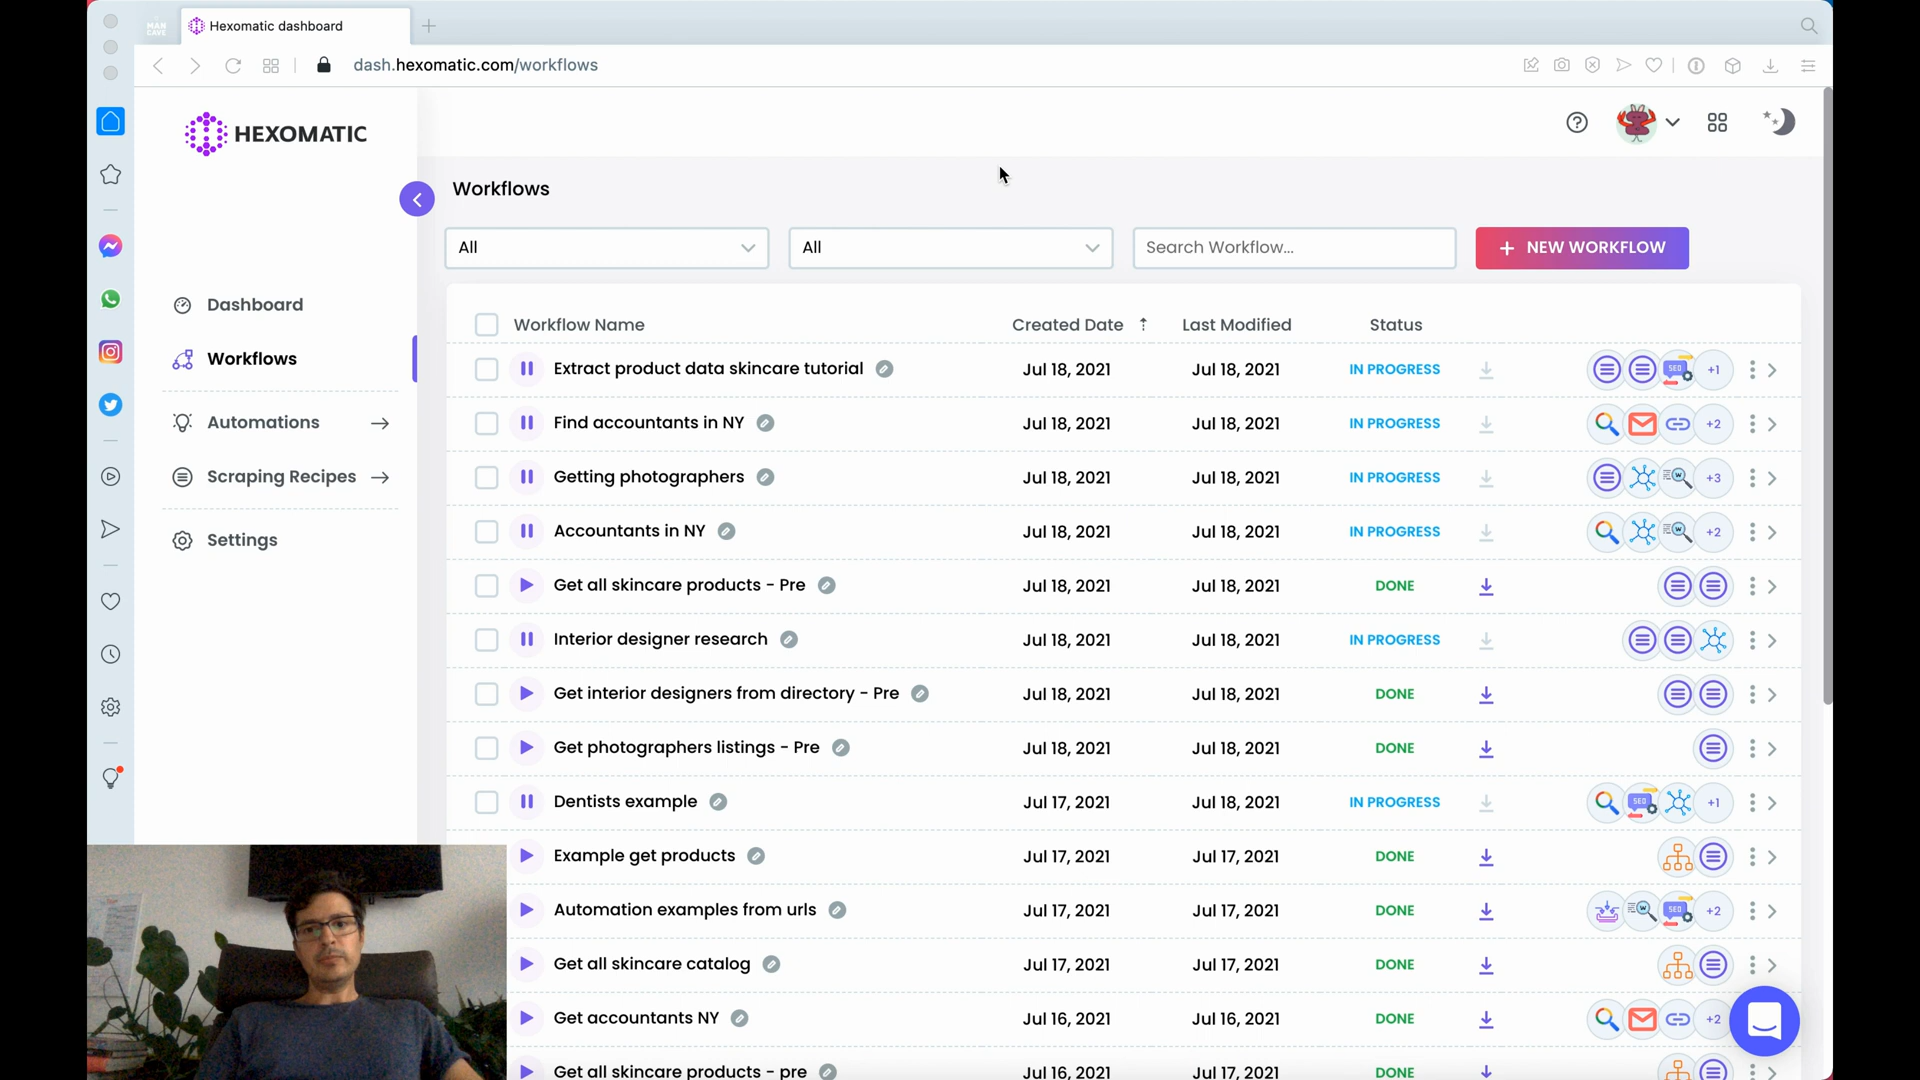 MAN
CAVE
Hexomatic dashboard
dash.hexomatic.com/workflows
HEXOMATIC
Workflows
All
All
Search Workflow...
+ NEW WORKFLOW
Dashboard
Workflows
Automations
Scraping Recipes
Settings
Workflow Name Created Date ↑ Last Modified Status
Extract product data skincare tutorial Jul 18, 2021 Jul 18, 2021 IN PROGRESS SEO +1
Find accountants in NY Jul 18, 2021 Jul 18, 2021 IN PROGRESS +2
Getting photographers Jul 18, 2021 Jul 18, 2021 IN PROGRESS W +3
Accountants in NY Jul 18, 2021 Jul 18, 2021 IN PROGRESS W +2
Get all skincare products - Pre Jul 18, 2021 Jul 18, 2021 DONE
Interior designer research Jul 18, 2021 Jul 18, 2021 IN PROGRESS
Get interior designers from directory - Pre Jul 18, 2021 Jul 18, 2021 DONE
Get photographers listings - Pre Jul 18, 2021 Jul 18, 2021 DONE
Dentists example Jul 17, 2021 Jul 18, 2021 IN PROGRESS SEO +1
Example get products Jul 17, 2021 Jul 17, 2021 DONE
Automation examples from urls Jul 17, 2021 Jul 17, 2021 DONE W SEO +2
Get all skincare catalog Jul 17, 2021 Jul 17, 2021 DONE
Get accountants NY Jul 16, 2021 Jul 16, 2021 DONE +2
Get all skincare products - pre Jul 16, 2021 Jul 17, 2021 DONE